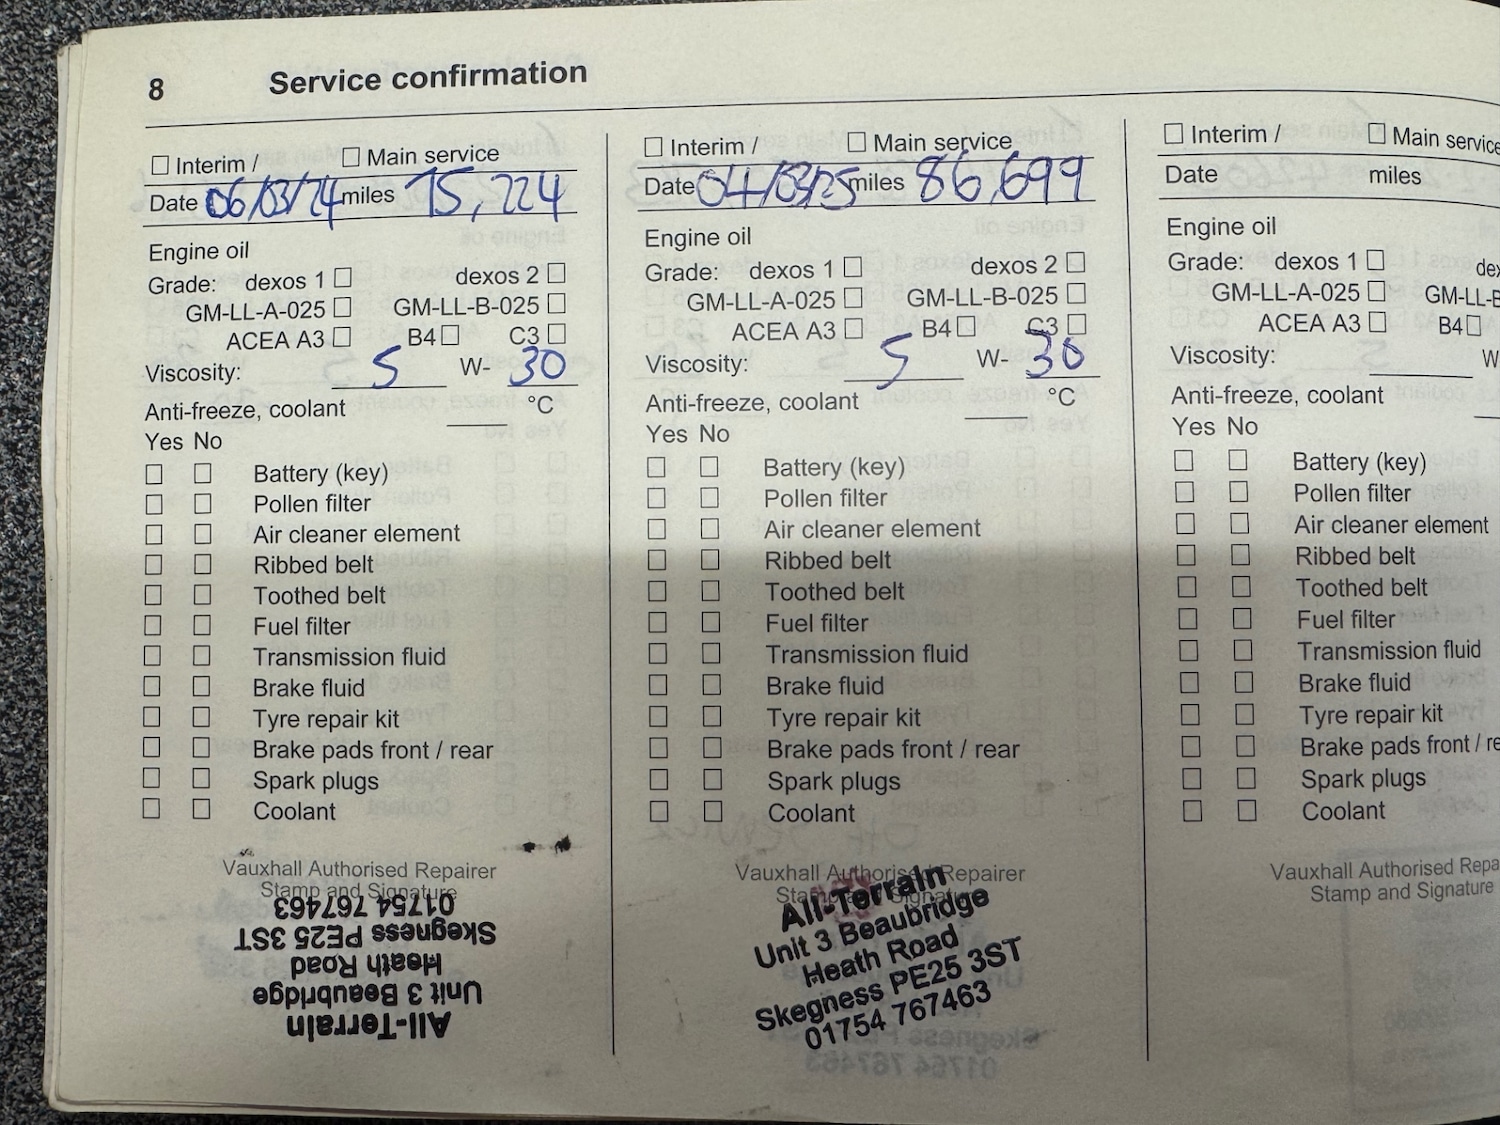 8 Service confirmation
☐ Interim / ☐ Main service
Date 06/03/24 miles 75,224
Engine oil
Grade: dexos 1 ☐ dexos 2 ☐
GM-LL-A-025 ☐ GM-LL-B-025 ☐
ACEA A3 ☐ B4 ☐ C3 ☐
Viscosity: 5 W- 30
Anti-freeze, coolant °C
Yes No
☐ ☐ Battery (key)
☐ ☐ Pollen filter
☐ ☐ Air cleaner element
☐ ☐ Ribbed belt
☐ ☐ Toothed belt
☐ ☐ Fuel filter
☐ ☐ Transmission fluid
☐ ☐ Brake fluid
☐ ☐ Tyre repair kit
☐ ☐ Brake pads front / rear
☐ ☐ Spark plugs
☐ ☐ Coolant
Vauxhall Authorised Repairer
Stamp and Signature
All-Terrain
Unit 3 Beaubridge
Heath Road
Skegness PE25 3ST
01754 767463
☐ Interim / ☐ Main service
Date 04/03/25 miles 86,699
Engine oil
Grade: dexos 1 ☐ dexos 2 ☐
GM-LL-A-025 ☐ GM-LL-B-025 ☐
ACEA A3 ☐ B4 ☐ C3 ☐
Viscosity: 5 W- 30
Anti-freeze, coolant °C
Yes No
☐ ☐ Battery (key)
☐ ☐ Pollen filter
☐ ☐ Air cleaner element
☐ ☐ Ribbed belt
☐ ☐ Toothed belt
☐ ☐ Fuel filter
☐ ☐ Transmission fluid
☐ ☐ Brake fluid
☐ ☐ Tyre repair kit
☐ ☐ Brake pads front / rear
☐ ☐ Spark plugs
☐ ☐ Coolant
Vauxhall Authorised Repairer
Stamp and Signature
All-Terrain
Unit 3 Beaubridge
Heath Road
Skegness PE25 3ST
01754 767463
☐ Interim / ☐ Main service
Date miles
Engine oil
Grade: dexos 1 ☐ dex
GM-LL-A-025 ☐ GM-LL-B
ACEA A3 ☐ B4 ☐
Viscosity: W
Anti-freeze, coolant
Yes No
☐ ☐ Battery (key)
☐ ☐ Pollen filter
☐ ☐ Air cleaner element
☐ ☐ Ribbed belt
☐ ☐ Toothed belt
☐ ☐ Fuel filter
☐ ☐ Transmission fluid
☐ ☐ Brake fluid
☐ ☐ Tyre repair kit
☐ ☐ Brake pads front / re
☐ ☐ Spark plugs
☐ ☐ Coolant
Vauxhall Authorised Repa
Stamp and Signature